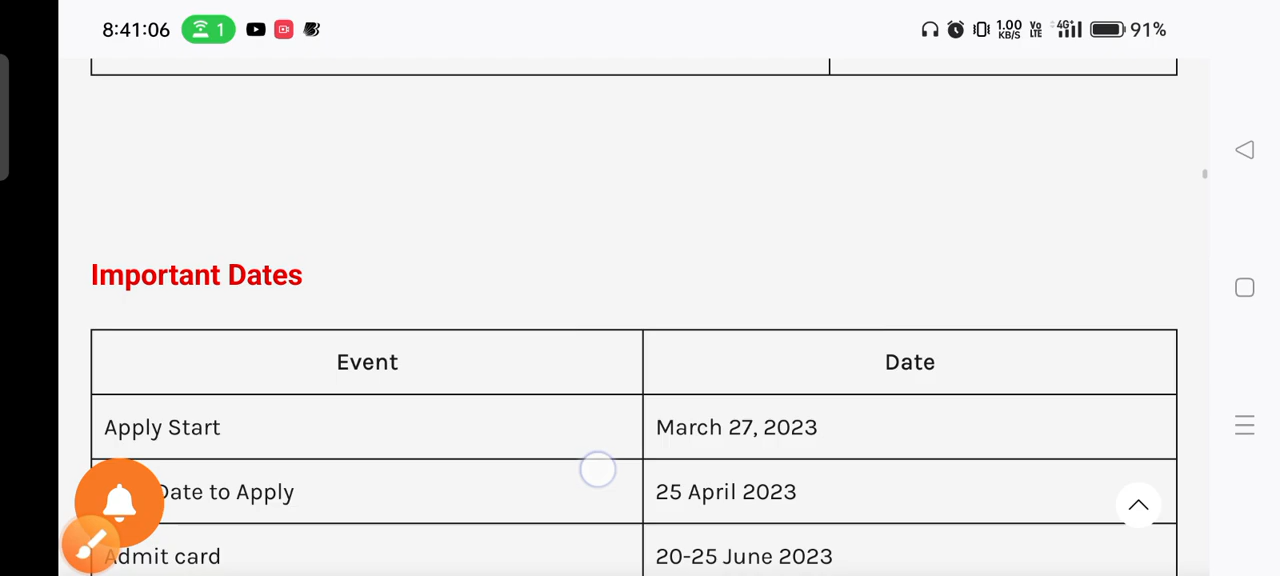 8:41:06 1 1.00 KB/S Vo LTE 4G+ 91%
Important Dates
Event Date
Apply Start March 27, 2023
Date to Apply 25 April 2023
Admit card 20-25 June 2023